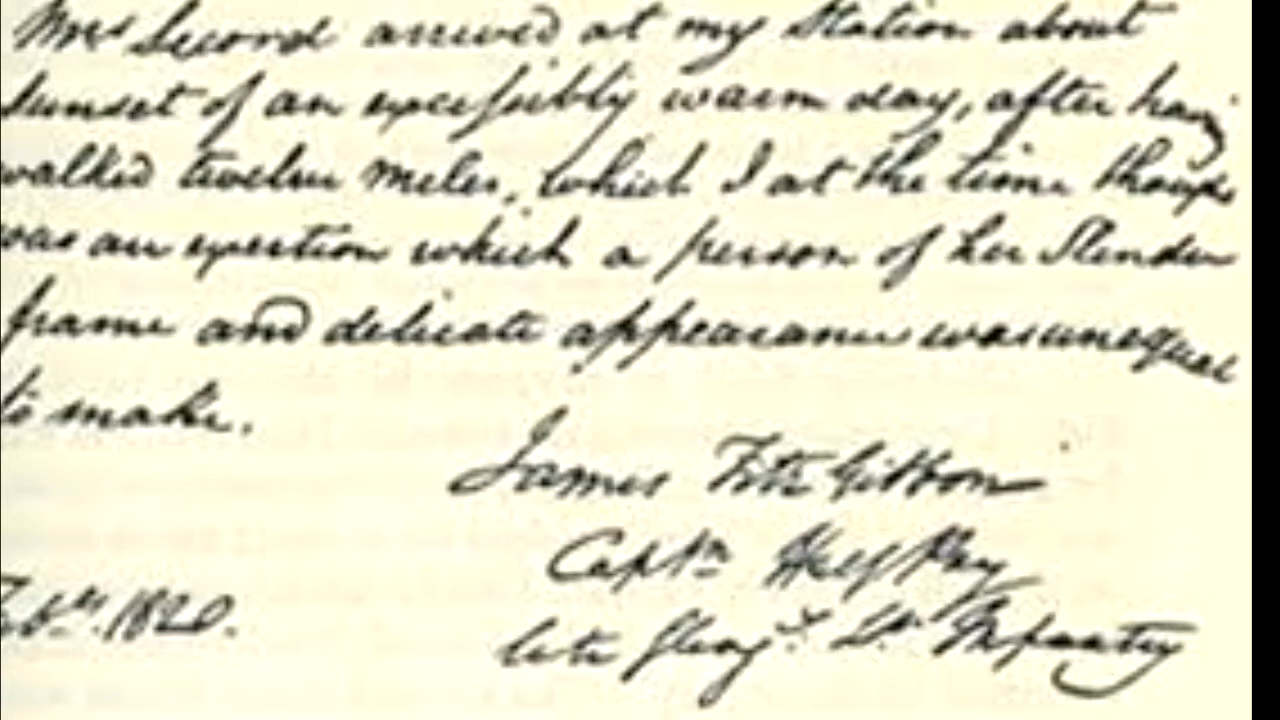 Mrs Secord arrived at my Station about
Sunset of an excessibly warm day, after having
walked twelve miles, which I at the time thought
was an exertion which a person of her Slender
frame and delicate appearance was unequal
to make.
James FitzGibbon
Captn Half Pay
Feby. 1820.
late Glengy Lt Infantry